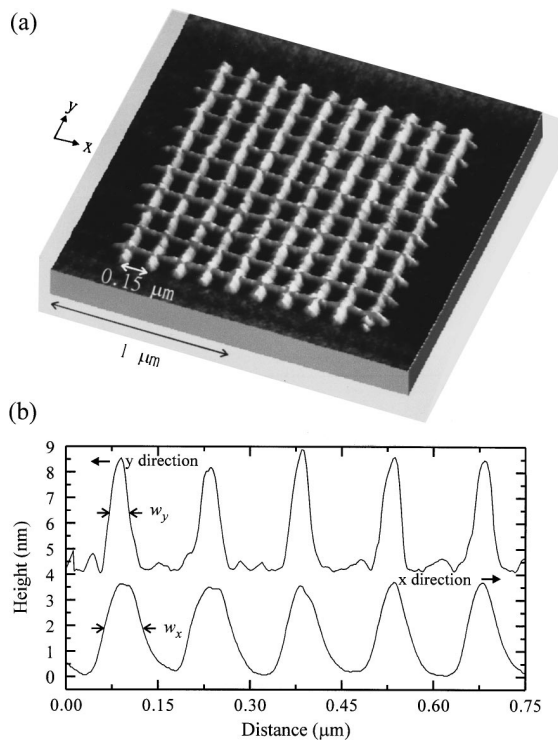 (a)
y
x
0.15 μm
1 μm
(b)
9
8
7
6
5
4
3
2
1
0
Height (nm)
y direction
w_y
x direction
w_x
0.00 0.15 0.30 0.45 0.60 0.75
Distance (μm)